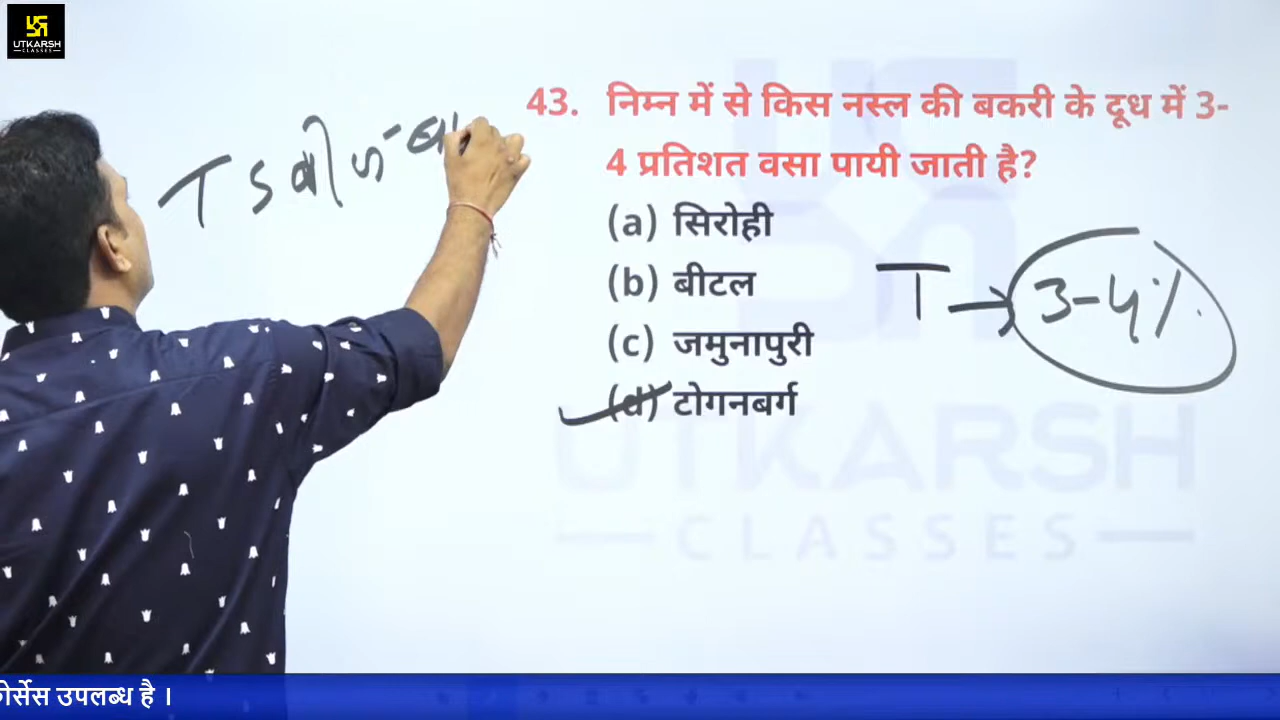 UTKARSH
CLASSES
43. निम्न में से किस नस्ल की बकरी के दूध में 3-
4 प्रतिशत वसा पायी जाती है?
(a) सिरोही
(b) बीटल
(c) जमुनापुरी
(d) टोगनबर्ग
T → 3-4%
T S बी ज
UTKARSH
CLASSES
कोर्सेस उपलब्ध है ।